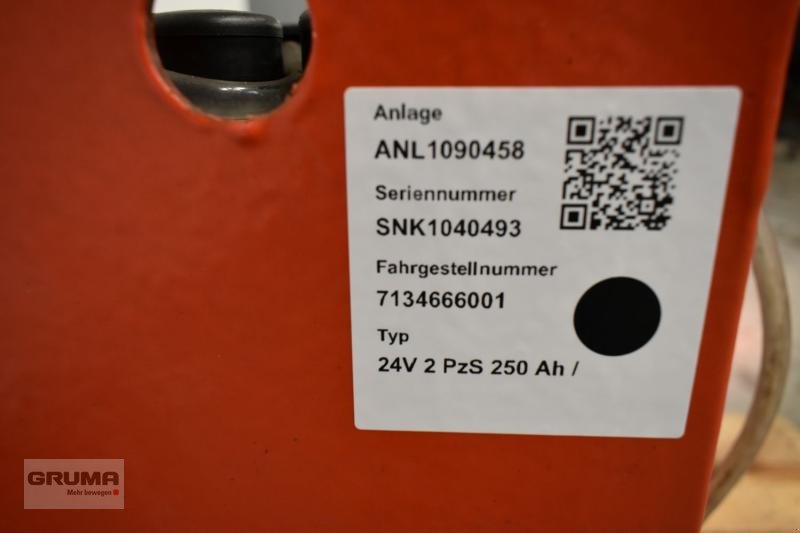 Anlage
ANL1090458
Seriennummer
SNK1040493
Fahrgestellnummer
7134666001
Typ
24V 2 PzS 250 Ah /
GRUMA
Mehr bewegen